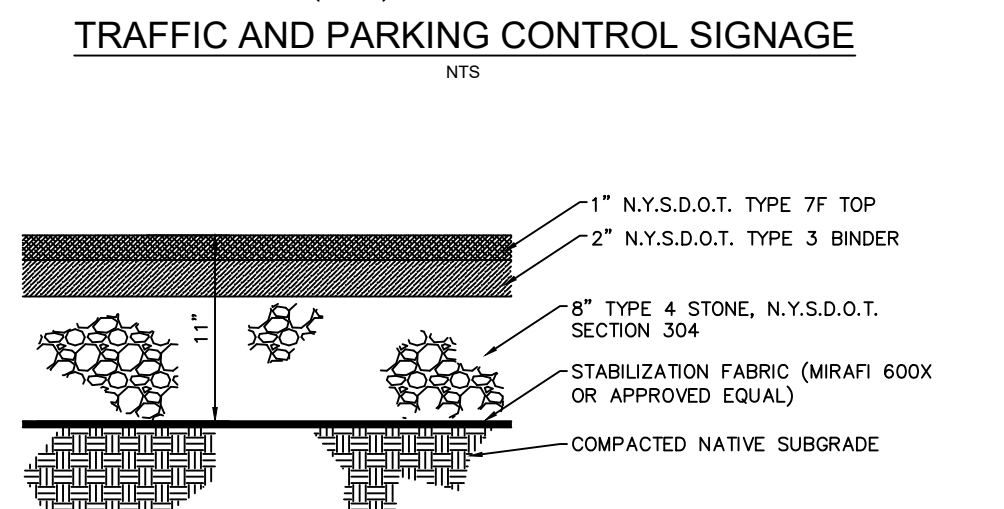 TRAFFIC AND PARKING CONTROL SIGNAGE
NTS
1" N.Y.S.D.O.T. TYPE 7F TOP
2" N.Y.S.D.O.T. TYPE 3 BINDER
11"
8" TYPE 4 STONE, N.Y.S.D.O.T.
SECTION 304
STABILIZATION FABRIC (MIRAFI 600X
OR APPROVED EQUAL)
COMPACTED NATIVE SUBGRADE